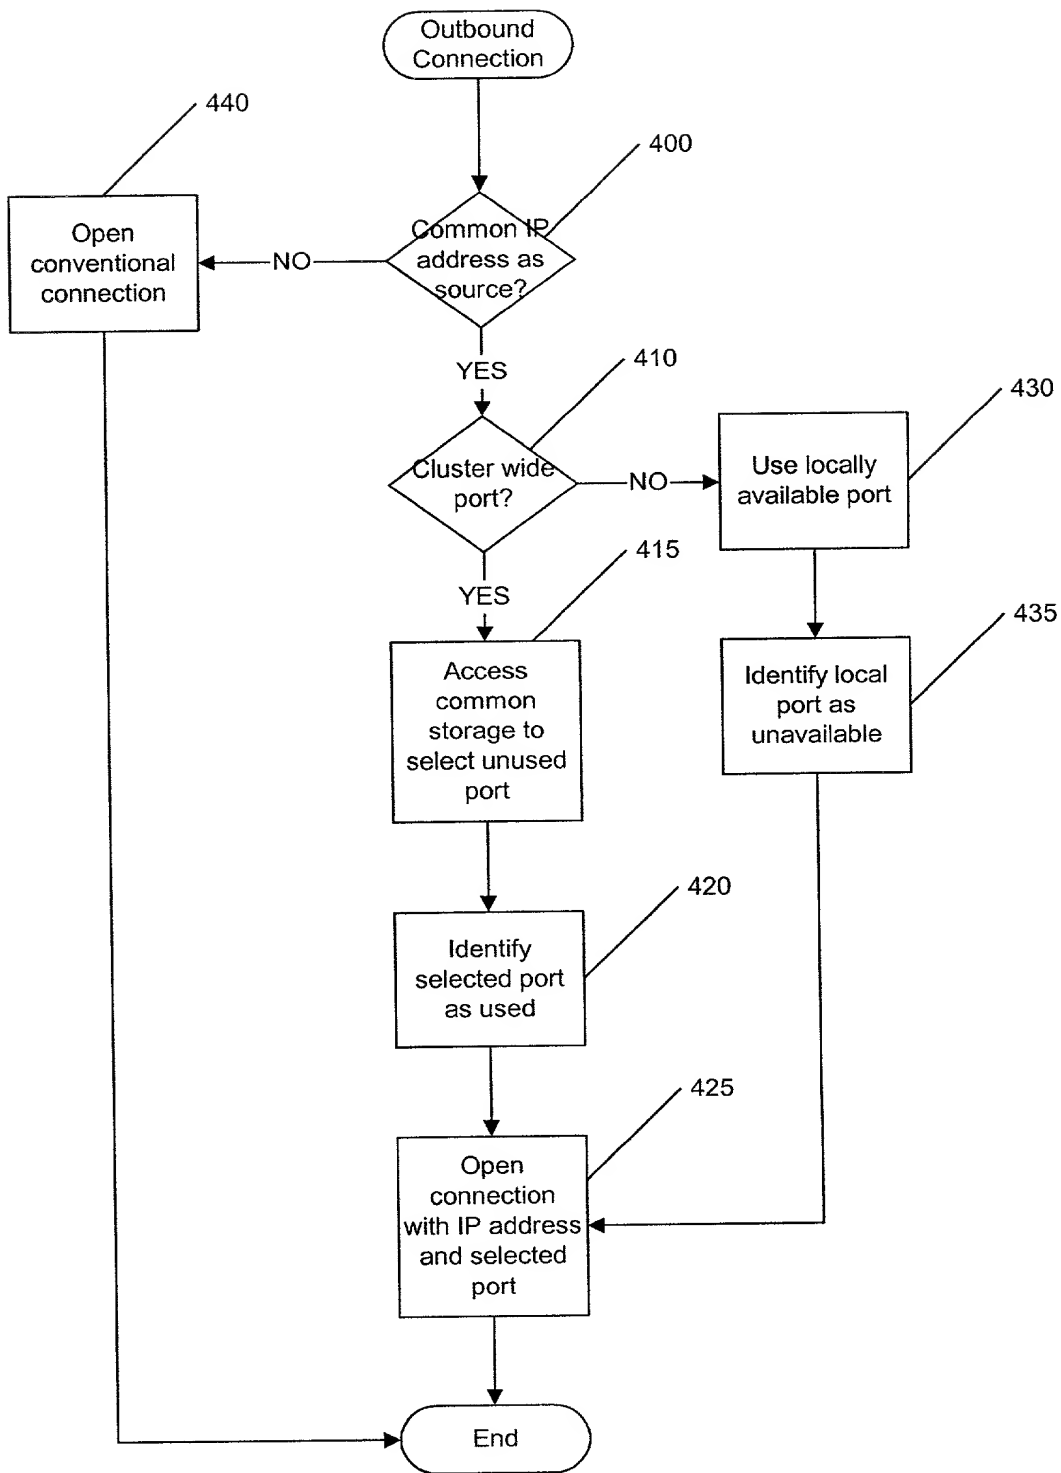 Outbound
Connection
440
400
Open
conventional
connection
NO
Common IP
address as
source?
YES
410
430
Cluster wide
port?
NO
Use locally
available port
415
YES
435
Access
common
storage to
select unused
port
Identify local
port as
unavailable
420
Identify
selected port
as used
425
Open
connection
with IP address
and selected
port
End